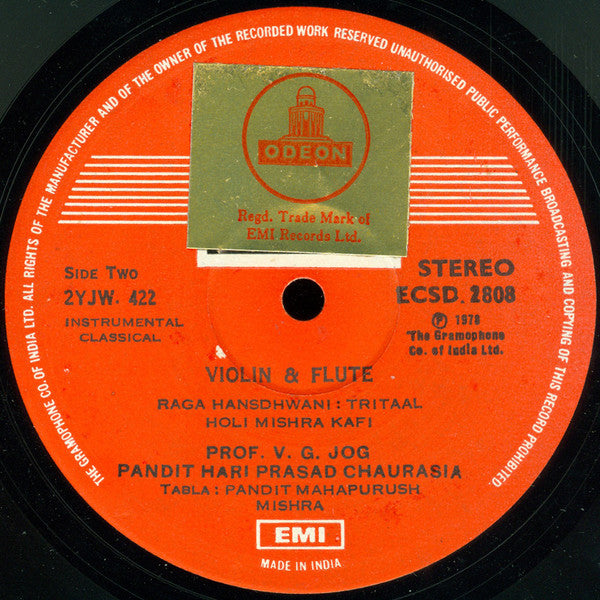 THE GRAMOPHONE CO. OF INDIA LTD. ALL RIGHTS OF THE MANUFACTURER AND OF THE OWNER OF THE RECORDED WORK RESERVED UNAUTHORISED PUBLIC PERFORMANCE BROADCASTING AND COPYING OF THIS RECORD PROHIBITED.
ODEON
Regd. Trade Mark of
EMI Records Ltd.
SIDE TWO
2YJW. 422
INSTRUMENTAL
CLASSICAL
STEREO
ECSD. 2808
℗ 1978
"The Gramophone
Co. of India Ltd.
VIOLIN & FLUTE
RAGA HANSDHWANI : TRITAAL
HOLI MISHRA KAFI
PROF. V. G. JOG
PANDIT HARI PRASAD CHAURASIA
TABLA : PANDIT MAHAPURUSH
MISHRA
EMI
MADE IN INDIA